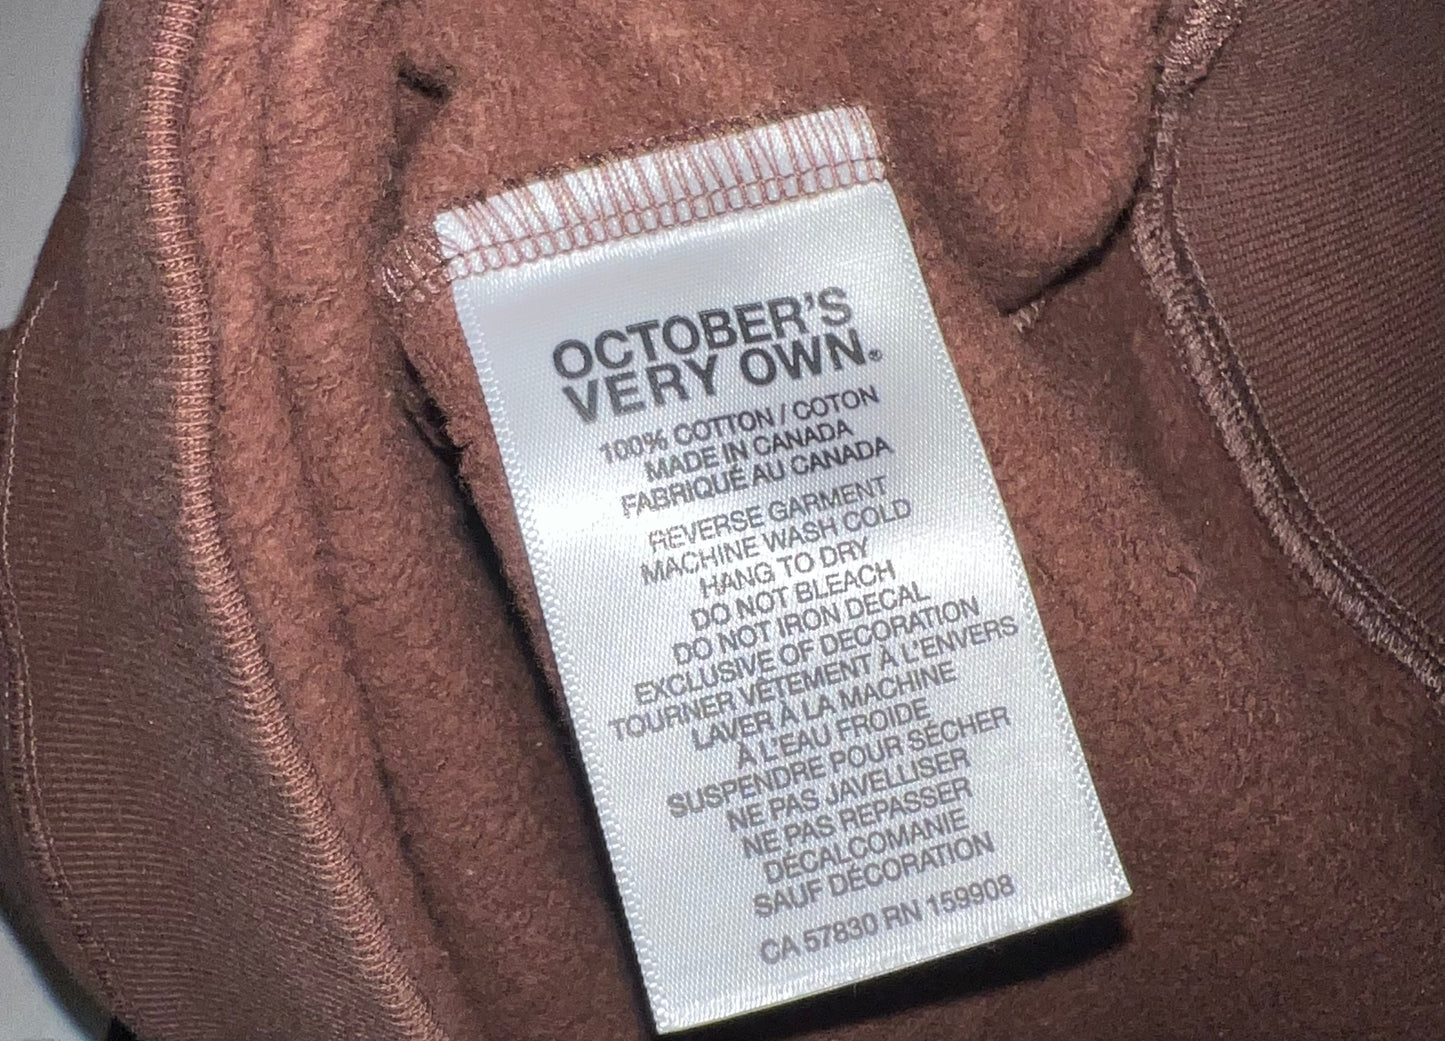 OCTOBER'S
VERY OWN®
100% COTTON / COTON
MADE IN CANADA
FABRIQUÉ AU CANADA
REVERSE GARMENT
MACHINE WASH COLD
HANG TO DRY
DO NOT BLEACH
DO NOT IRON DECAL
EXCLUSIVE OF DECORATION
TOURNER VÊTEMENT À L'ENVERS
LAVER À LA MACHINE
À L'EAU FROIDE
SUSPENDRE POUR SÉCHER
NE PAS JAVELLISER
NE PAS REPASSER
DÉCALCOMANIE
SAUF DÉCORATION
CA 57830 RN 159908